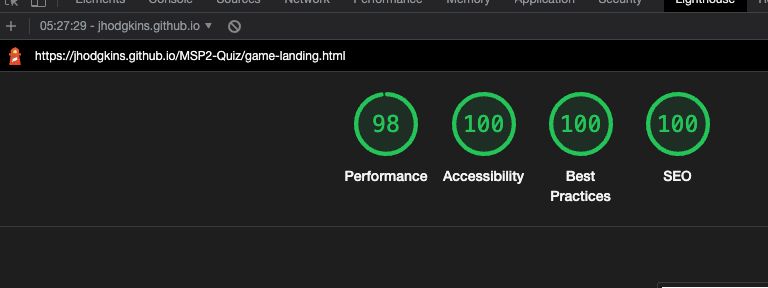 Elements Console Sources Network Performance Memory Application Security Lighthouse
05:27:29 - jhodgkins.github.io
https://jhodgkins.github.io/MSP2-Quiz/game-landing.html
98 100 100 100
Performance Accessibility Best Practices SEO